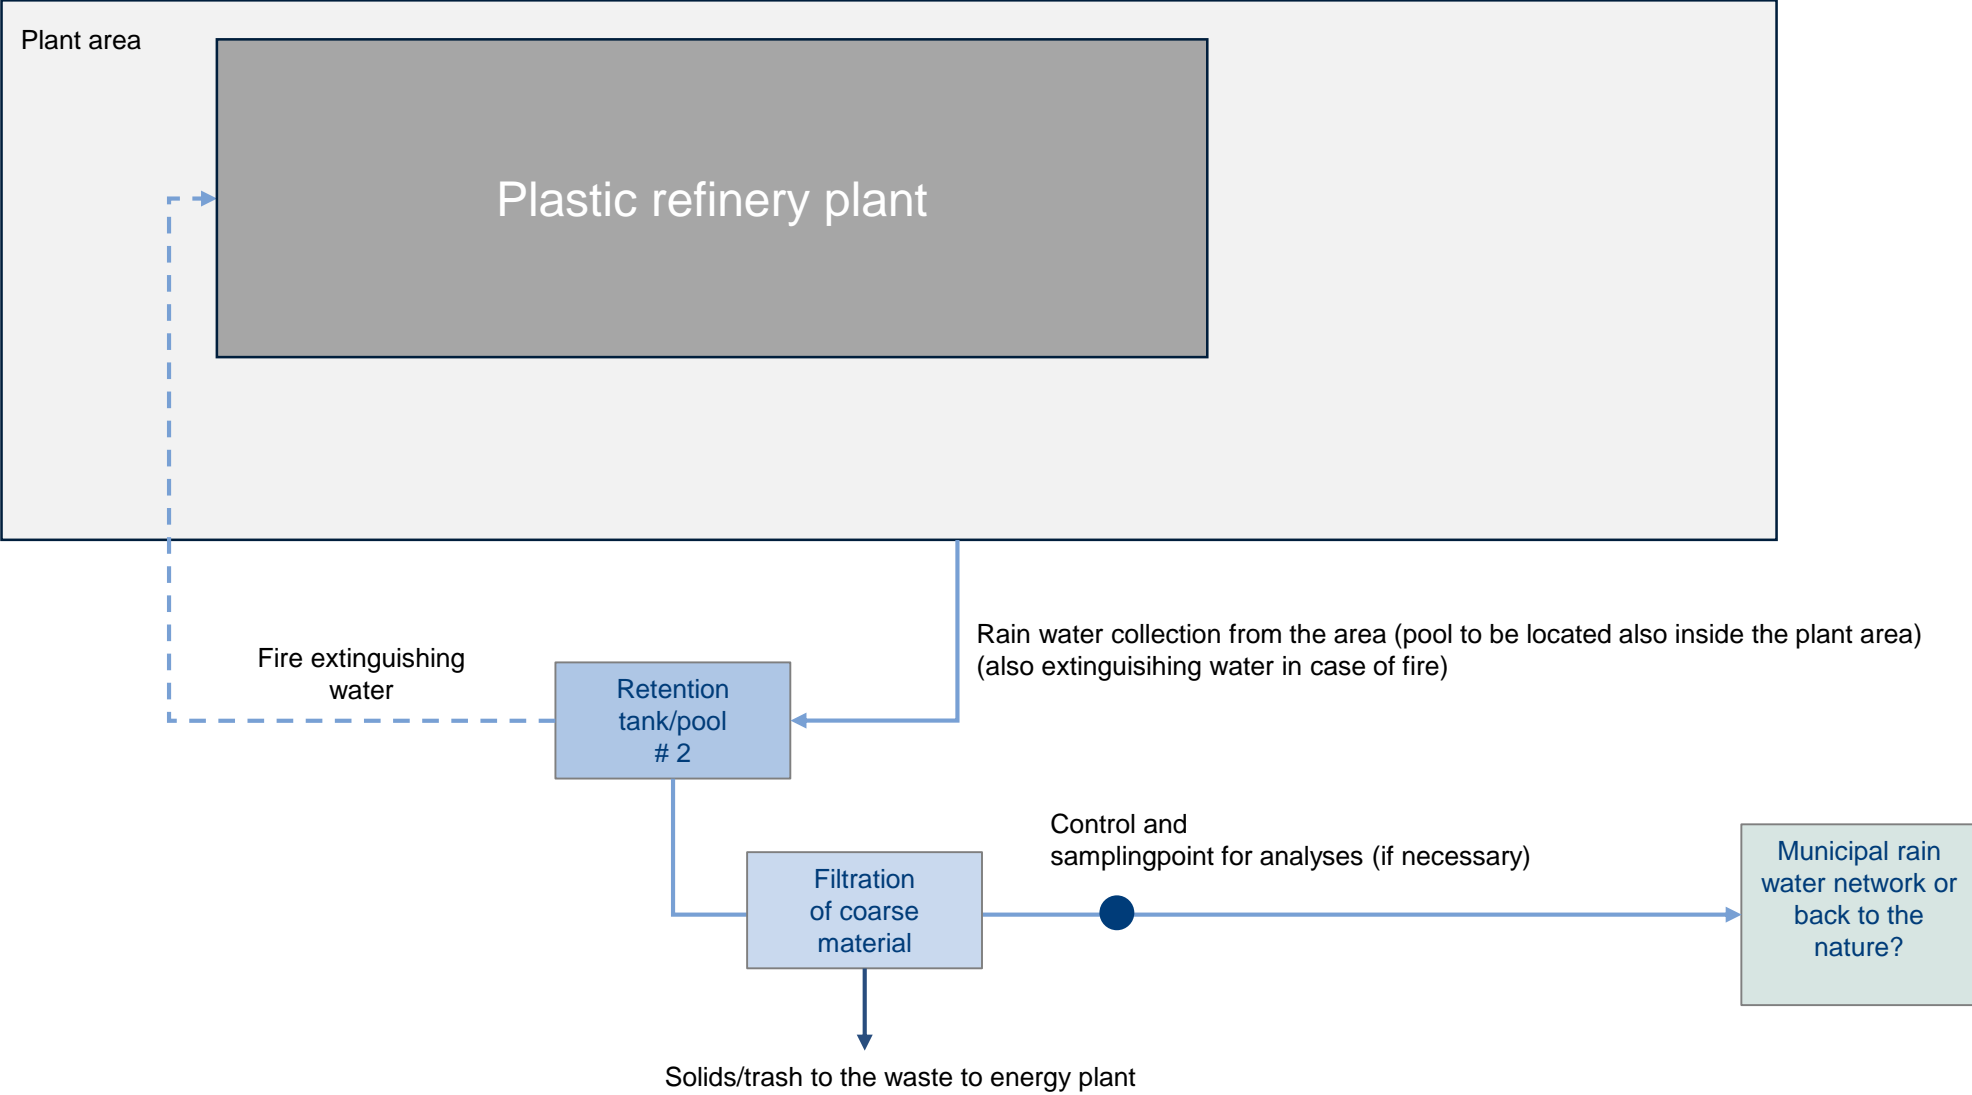 Plant area
Plastic refinery plant
Rain water collection from the area (pool to be located also inside the plant area)
(also extinguisihing water in case of fire)
Fire extinguishing
water
Retention
tank/pool
# 2
Control and
samplingpoint for analyses (if necessary)
Filtration
of coarse
material
Municipal rain
water network or
back to the
nature?
Solids/trash to the waste to energy plant